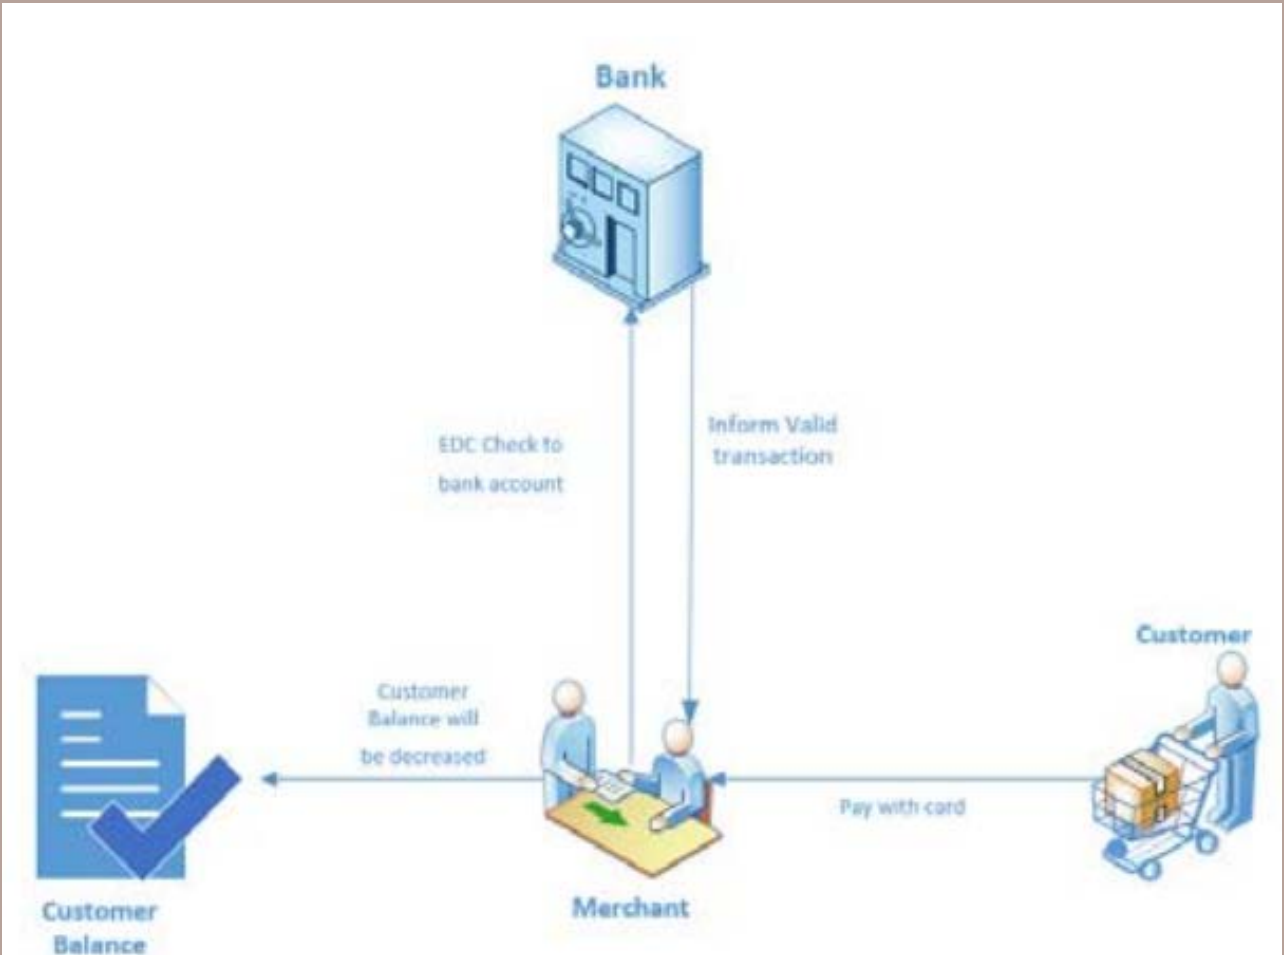 Bank
EDC Check to
bank account
Inform Valid
transaction
Customer
Customer
Balance will
be decreased
Pay with card
Merchant
Customer
Balance